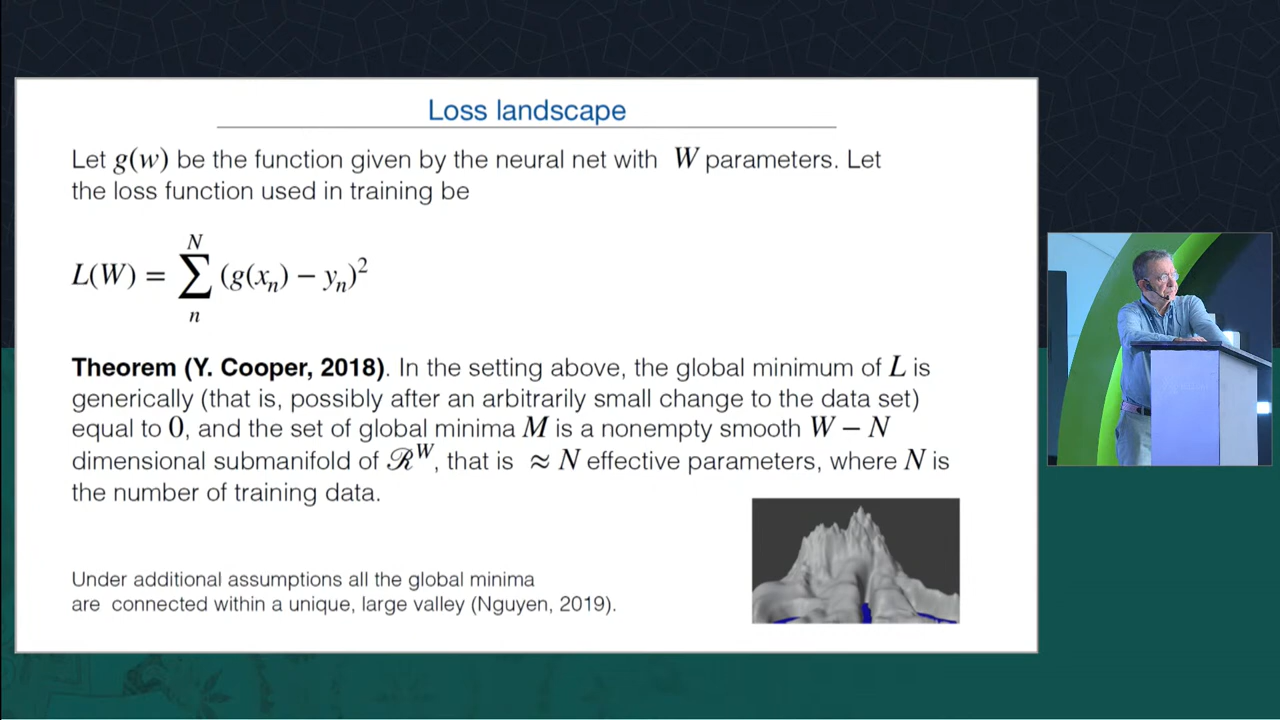 Loss landscape
Let g(w) be the function given by the neural net with W parameters. Let
the loss function used in training be
L(W) = ∑_n^N (g(x_n) − y_n)^2
Theorem (Y. Cooper, 2018). In the setting above, the global minimum of L is
generically (that is, possibly after an arbitrarily small change to the data set)
equal to 0, and the set of global minima M is a nonempty smooth W − N
dimensional submanifold of ℛ^W, that is ≈ N effective parameters, where N is
the number of training data.
Under additional assumptions all the global minima
are connected within a unique, large valley (Nguyen, 2019).